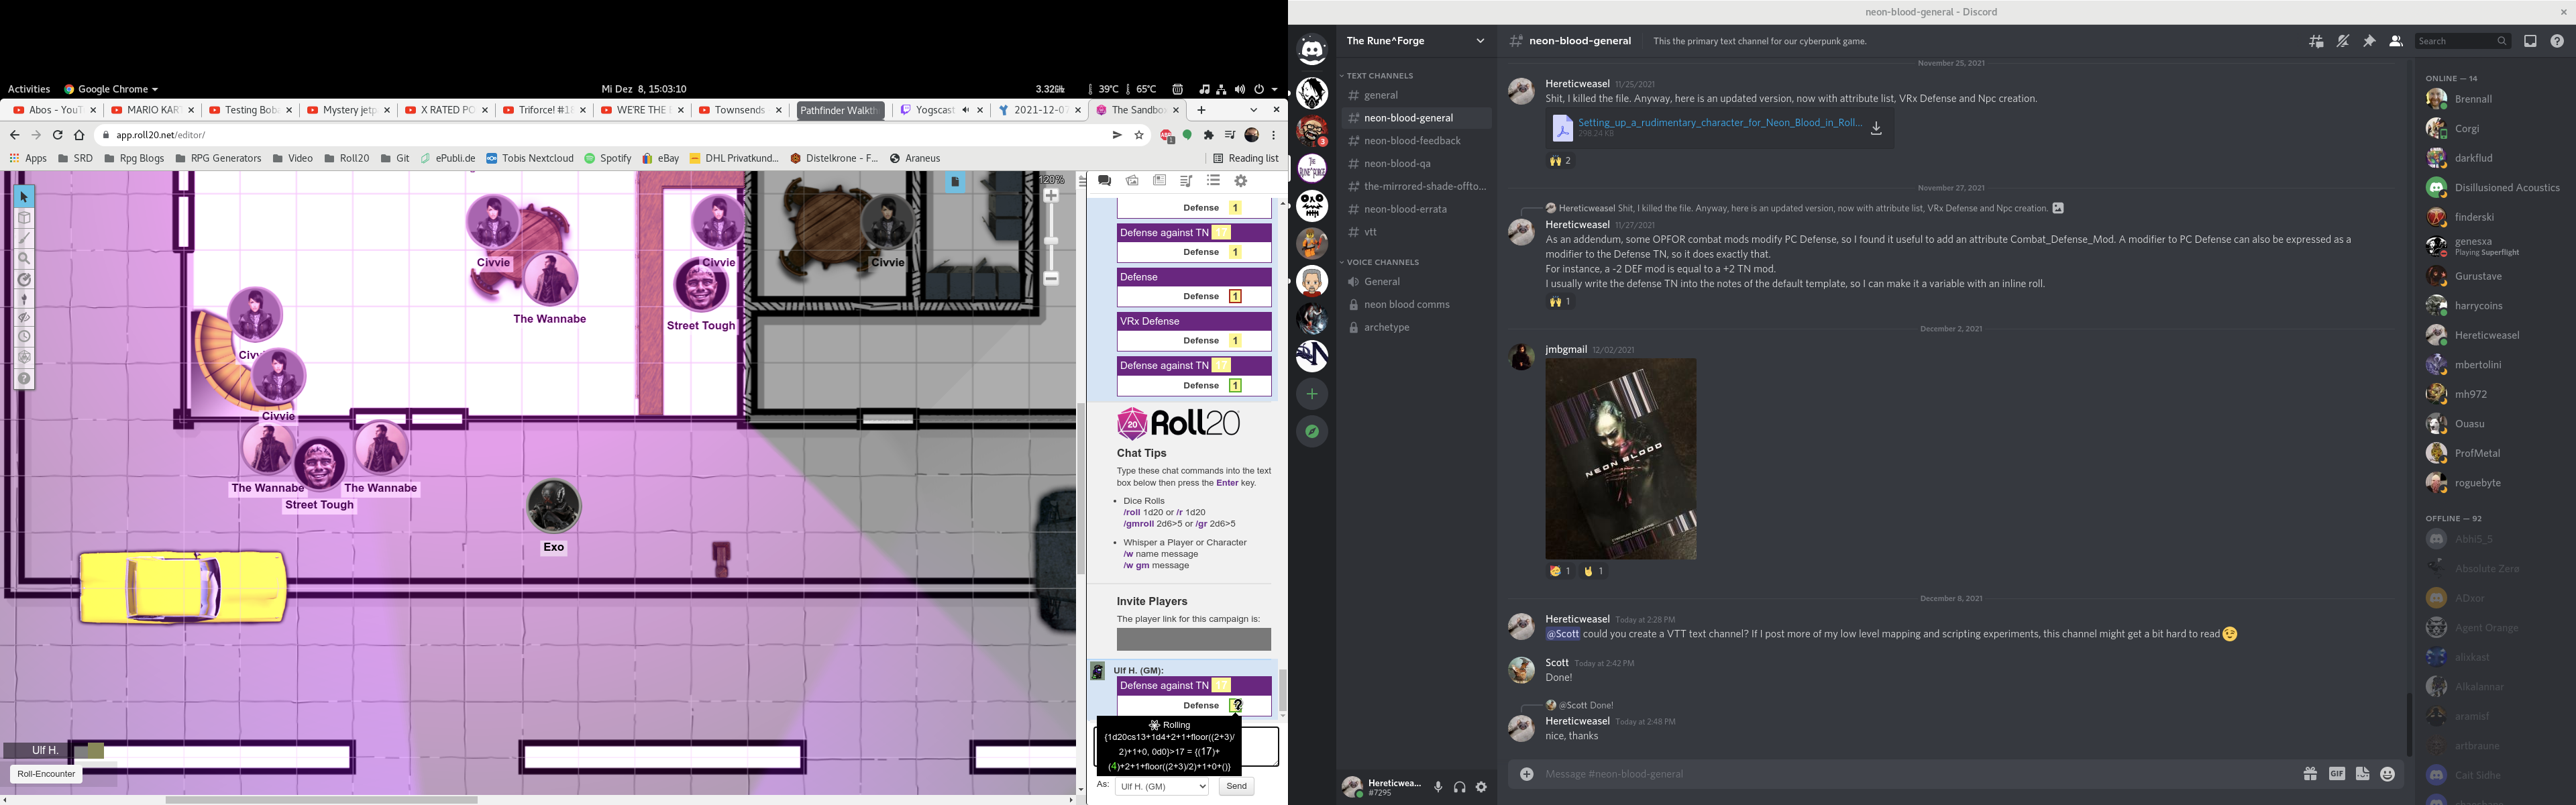 neon-blood-general - Discord
Activities
Google Chrome
Mi Dez 8, 15:03:10
39°C
65°C
Abos - YouT
MARIO KAR
Testing Bob
Mystery jetp
X RATED PO
Triforce! #1
WE'RE THE
Townsends
Pathfinder Walkth
Yogscast
2021-12-07
The Sandbo
app.roll20.net/editor/
Apps
SRD
Rpg Blogs
RPG Generators
Video
Roll20
Git
ePubli.de
Tobis Nextcloud
Spotify
eBay
DHL Privatkund...
Distelkrone - F...
Araneus
Reading list
120%
Civvie
The Wannabe
Civvie
Street Tough
Civvie
Civvie
The Wannabe
The Wannabe
Street Tough
Exo
Ulf H.
Roll-Encounter
Defense 1
Defense against TN 17
Defense 1
Defense
Defense 1
VRx Defense
Defense 1
Defense against TN 17
Defense 1
20
Roll20
Chat Tips
Type these chat commands into the text
box below then press the Enter key.
• Dice Rolls
/roll 1d20 or /r 1d20
/gmroll 2d6>5 or /gr 2d6>5
• Whisper a Player or Character
/w name message
/w gm message
Invite Players
The player link for this campaign is:
Ulf H. (GM):
Defense against TN
Defense
Rolling
{1d20cs13+1d4+2+1+floor((2+3)/
2)+1+0, 0d0}>17 = {(17)+
(4)+2+1+floor((2+3)/2)+1+0+()}
As:
Ulf H. (GM)
Send
The Rune^Forge
TEXT CHANNELS
general
neon-blood-general
neon-blood-feedback
neon-blood-qa
the-mirrored-shade-offto...
neon-blood-errata
vtt
VOICE CHANNELS
General
neon blood comms
archetype
3
Hereticwea...
#7295
neon-blood-general
This the primary text channel for our cyberpunk game.
Search
November 25, 2021
Hereticweasel 11/25/2021
Shit, I killed the file. Anyway, here is an updated version, now with attribute list, VRx Defense and Npc creation.
Setting_up_a_rudimentary_character_for_Neon_Blood_in_Roll...
298.24 KB
2
November 27, 2021
Hereticweasel Shit, I killed the file. Anyway, here is an updated version, now with attribute list, VRx Defense and Npc creation.
Hereticweasel 11/27/2021
As an addendum, some OPFOR combat mods modify PC Defense, so I found it useful to add an attribute Combat_Defense_Mod. A modifier to PC Defense can also be expressed as a
modifier to the Defense TN, so it does exactly that.
For instance, a -2 DEF mod is equal to a +2 TN mod.
I usually write the defense TN into the notes of the default template, so I can make it a variable with an inline roll.
1
December 2, 2021
jmbgmail 12/02/2021
NEON BLOOD
1
1
December 8, 2021
Hereticweasel Today at 2:28 PM
@Scott could you create a VTT text channel? If I post more of my low level mapping and scripting experiments, this channel might get a bit hard to read
Scott Today at 2:42 PM
Done!
@Scott Done!
Hereticweasel Today at 2:48 PM
nice, thanks
Message #neon-blood-general
GIF
ONLINE — 14
Brennall
Corgi
darkflud
Disillusioned Acoustics
finderski
genesxa
Playing Superflight
Gurustave
harrycoins
Hereticweasel
mbertolini
mh972
Ouasu
ProfMetal
roguebyte
OFFLINE — 92
Abhi5_5
Absolute Zero
ADxor
Agent Orange
alixkast
Alkalannar
aramisf
artbraune
Cait Sidhe